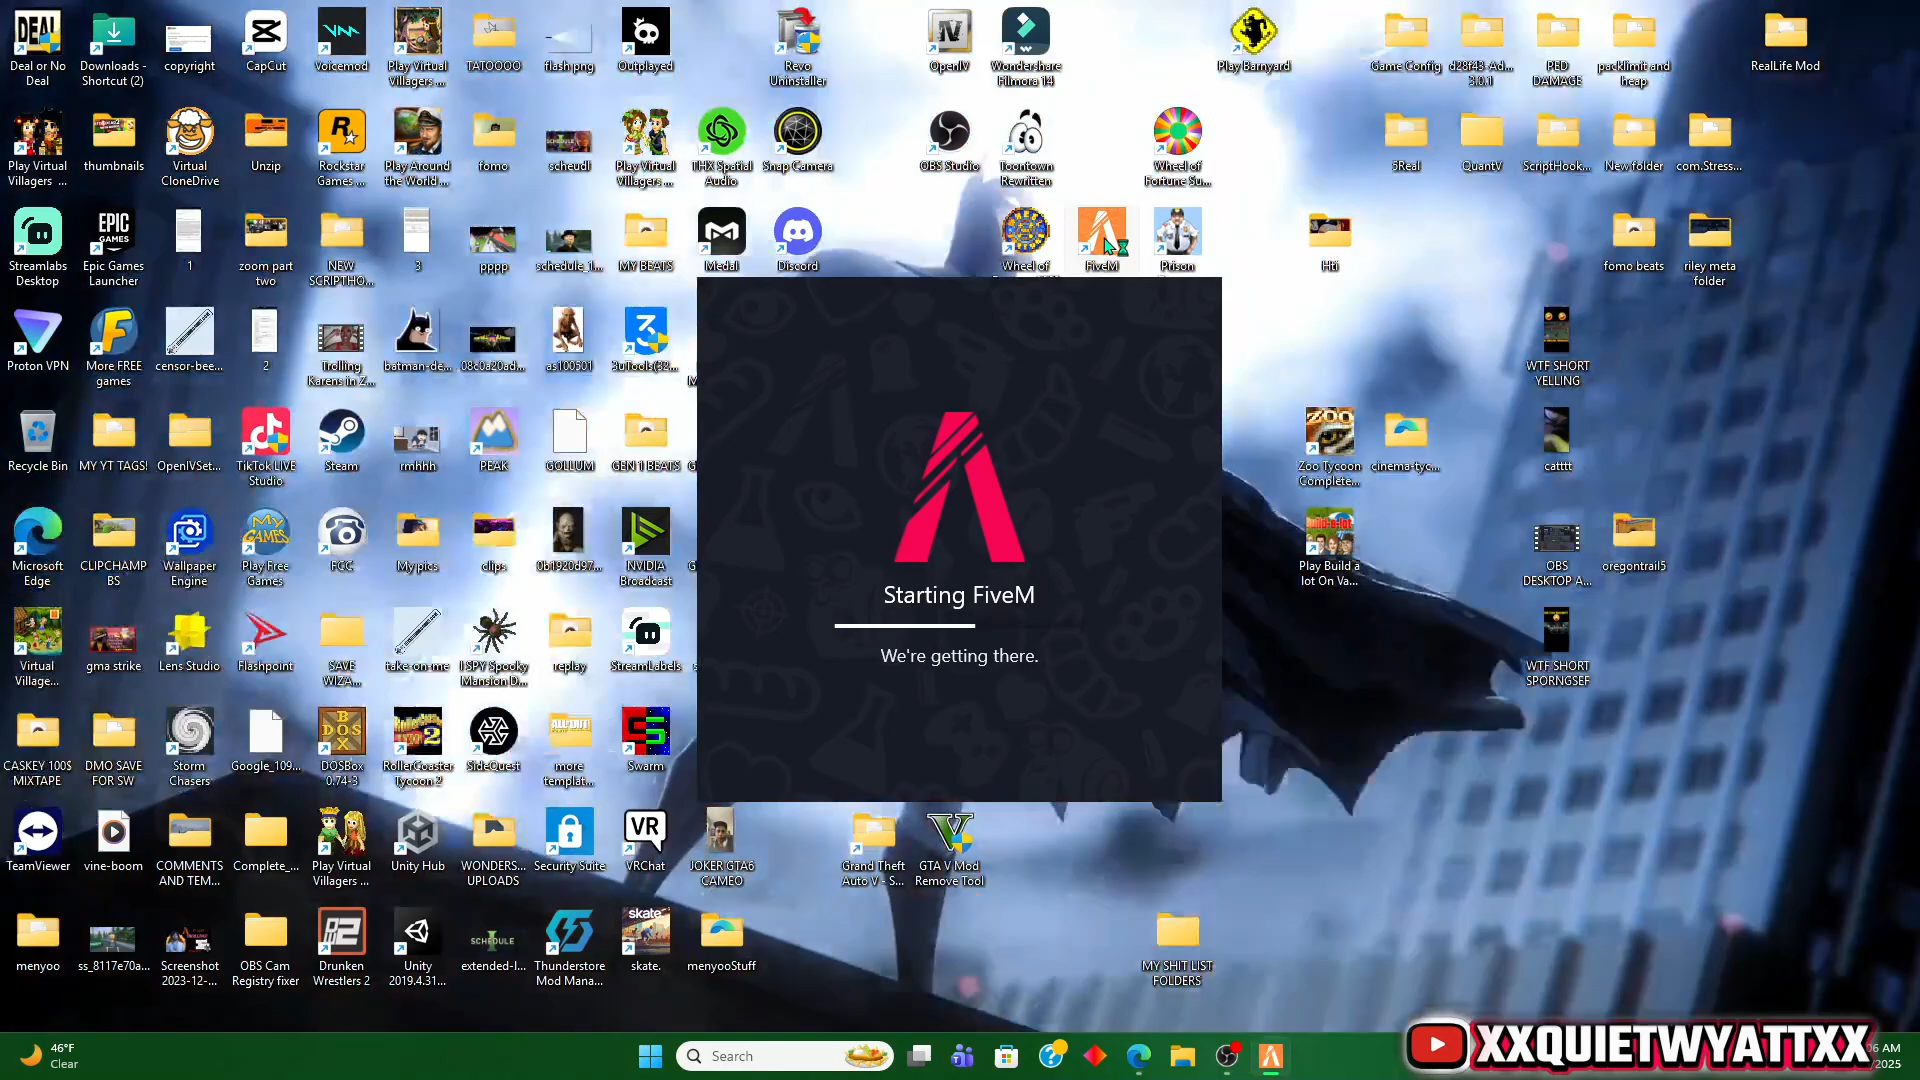 Deal or No
Deal
Downloads -
Shortcut (2)
copyright
CapCut
Voicemod
Play Virtual
Villagers ...
TATOOOO
flash png
Outplayed
Revo
Uninstaller
OpenIV
Wondershare
Filmora 14
Play Barnyard
Game Config
d28f43-Ad...
3.0.1
PED
DAMAGE
packlimit and
heap
RealLife Mod
Play Virtual
Villagers ...
thumbnails
Virtual
CloneDrive
Unzip
Rockstar
Games ...
Play Around
the World ...
fomo
scheudl
Play Virtual
Villagers ...
THX Spatial
Audio
Snap Camera
OBS Studio
Toontown
Rewritten
Wheel of
Fortune Su...
5Real
QuantV
ScriptHook...
New folder
com.Stress...
Streamlabs
Desktop
Epic Games
Launcher
1
zoom part
two
NEW
SCRIPTHO...
3
pppp
schedule_1...
MY BEATS
Medal
Discord
Wheel of
FiveM
Prison
Hti
fomo beats
riley meta
folder
Proton VPN
More FREE
games
censor-bee...
2
Trolling
Karens in Z...
batman-de...
08c0a20ad...
as100501
3uTools(32...
WTF SHORT
YELLING
Recycle Bin
MY YT TAGS!
OpenIVSet...
TikTok LIVE
Studio
Steam
rmhhh
PEAK
GOLLUM
GEN 1 BEATS
Zoo Tycoon
Complete...
cinema-tyc...
catttt
Microsoft
Edge
CLIPCHAMP
BS
Wallpaper
Engine
Play Free
Games
FCC
My pics
clips
0b1920d97...
NVIDIA
Broadcast
Play Build a
lot On Va...
OBS
DESKTOP A...
oregontrail5
Starting FiveM
We're getting there.
Virtual
Village...
gma strike
Lens Studio
Flashpoint
SAVE
WIZA...
take-on-me
I SPY Spooky
Mansion D...
replay
StreamLabels
WTF SHORT
SPORNGSEF
CASKEY 100$
MIXTAPE
DMO SAVE
FOR SW
Storm
Chasers
Google_109...
DOSBox
0.74-3
RollerCoaster
Tycoon 2
SideQuest
more
templat...
Swarm
TeamViewer
vine-boom
COMMENTS
AND TEM...
Complete_...
Play Virtual
Villagers ...
Unity Hub
WONDERS...
UPLOADS
Security Suite
VRChat
JOKER GTA6
CAMEO
Grand Theft
Auto V - S...
GTA V Mod
Remove Tool
menyoo
ss_8117e70a...
Screenshot
2023-12-...
OBS Cam
Registry fixer
Drunken
Wrestlers 2
Unity
2019.4.31...
extended-l...
Thunderstore
Mod Mana...
skate.
menyooStuff
MY SHIT LIST
FOLDERS
46°F
Clear
Search
XXQUIETWYATTXX
06 AM
/2025